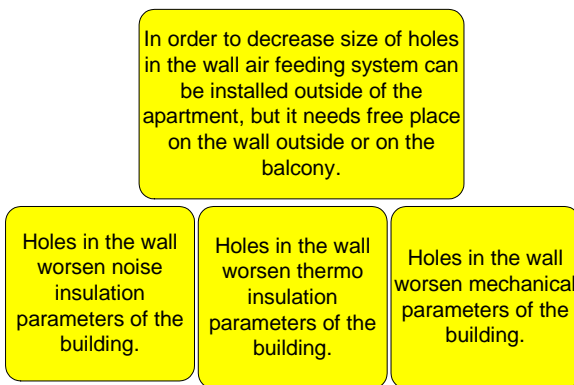 In order to decrease size of holes
in the wall air feeding system can
be installed outside of the
apartment, but it needs free place
on the wall outside or on the
balcony.
Holes in the wall
worsen noise
insulation
parameters of the
building.
Holes in the wall
worsen thermo
insulation
parameters of the
building.
Holes in the wall
worsen mechanical
parameters of the
building.